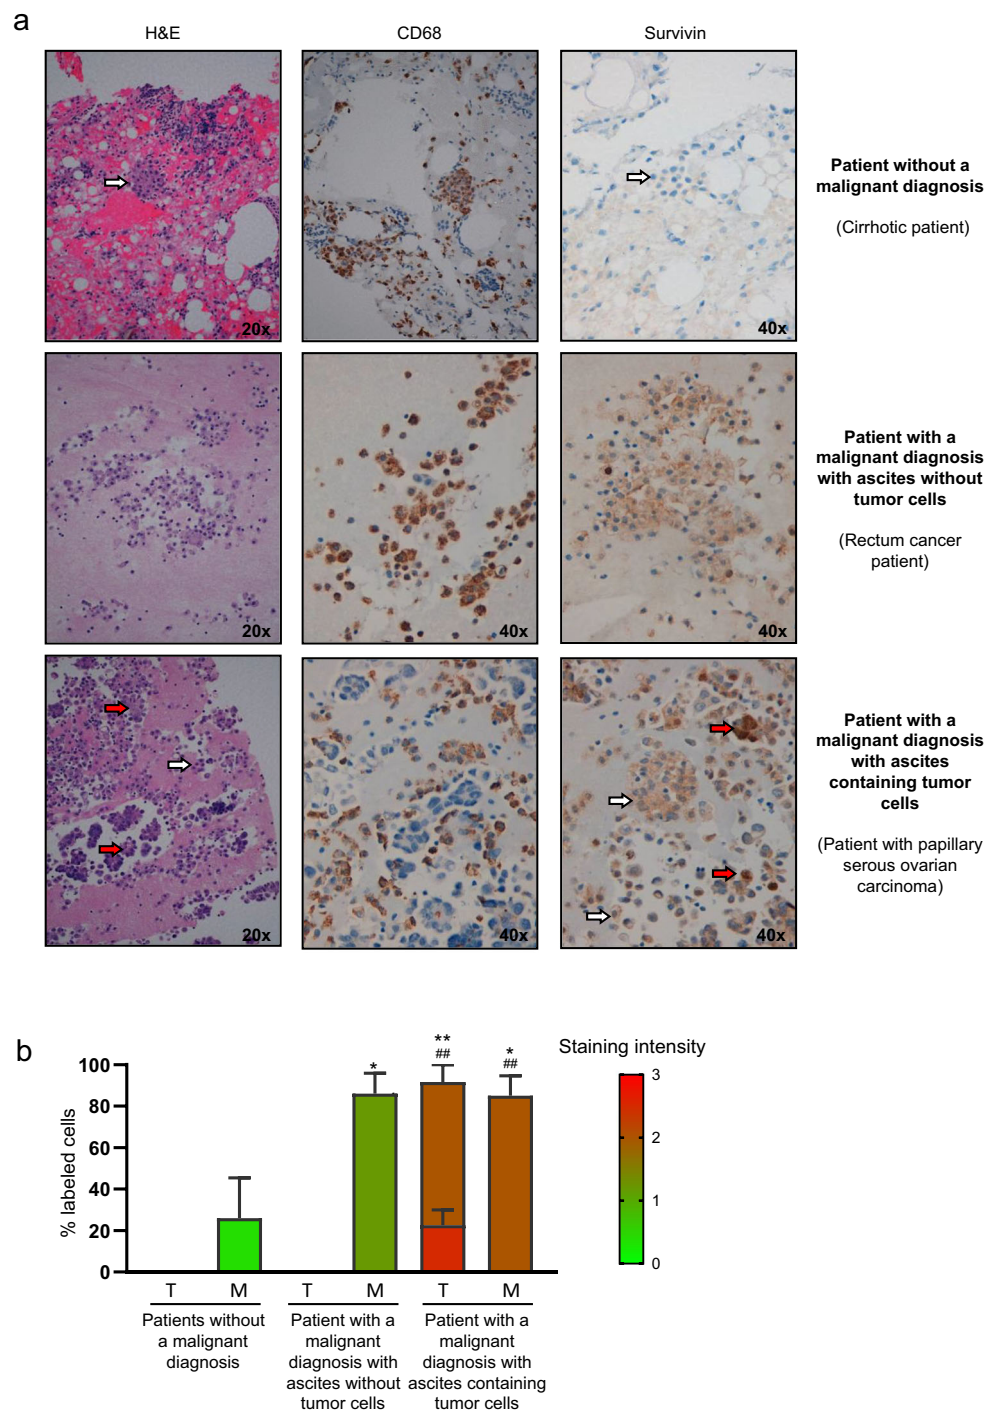 a
H&E
CD68
Survivin
20x
40x
Patient without a
malignant diagnosis
(Cirrhotic patient)
20x
40x
40x
Patient with a
malignant diagnosis
with ascites without
tumor cells
(Rectum cancer
patient)
20x
40x
40x
Patient with a
malignant diagnosis
with ascites
containing tumor
cells
(Patient with papillary
serous ovarian
carcinoma)
b
% labeled cells
100
80
60
40
20
0
*
**
##
*
##
T
M
T
M
T
M
Patients without
a malignant
diagnosis
Patient with a
malignant
diagnosis with
ascites without
tumor cells
Patient with a
malignant
diagnosis with
ascites containing
tumor cells
Staining intensity
3
2
1
0